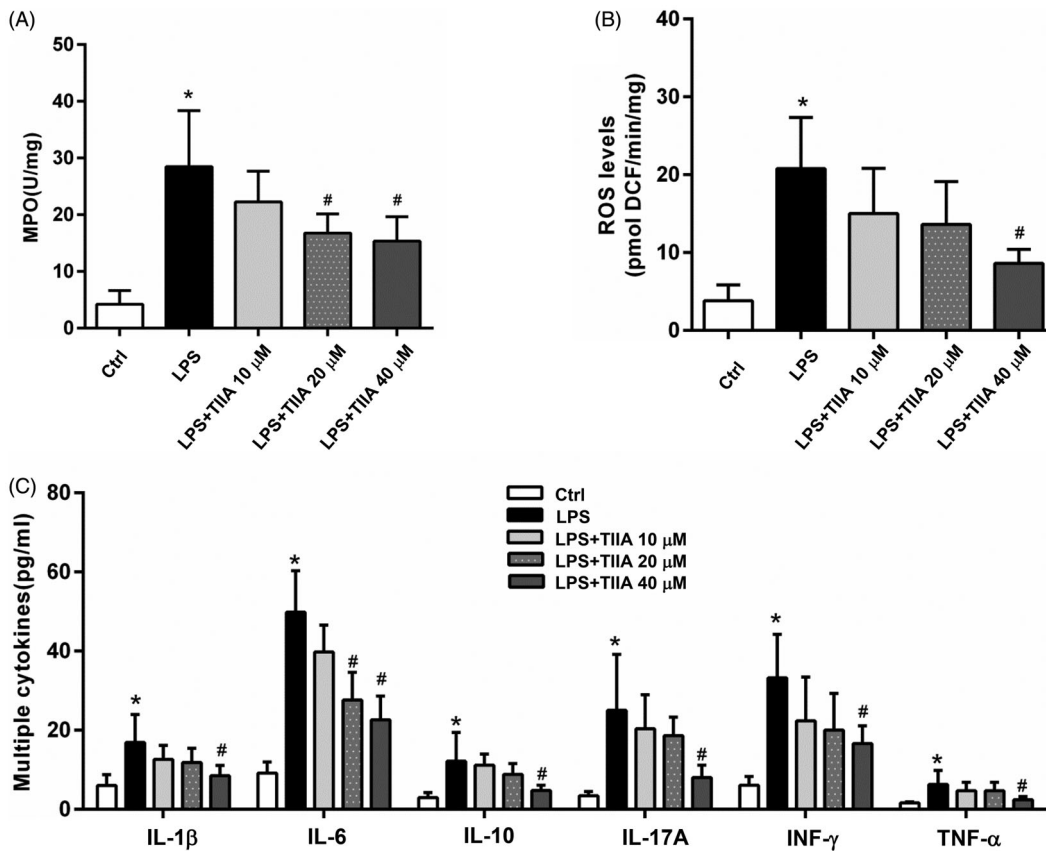 (A)
50
40
30
20
10
0
MPO(U/mg)
*
#
#
Ctrl
LPS
LPS+TIIA 10 μM
LPS+TIIA 20 μM
LPS+TIIA 40 μM
(B)
40
30
20
10
0
ROS levels
(pmol DCF/min/mg)
*
#
Ctrl
LPS
LPS+TIIA 10 μM
LPS+TIIA 20 μM
LPS+TIIA 40 μM
(C)
80
60
40
20
0
Multiple cytokines(pg/ml)
Ctrl
LPS
LPS+TIIA 10 μM
LPS+TIIA 20 μM
LPS+TIIA 40 μM
*
#
*
#
#
*
#
*
#
*
#
*
#
IL-1β
IL-6
IL-10
IL-17A
INF-γ
TNF-α